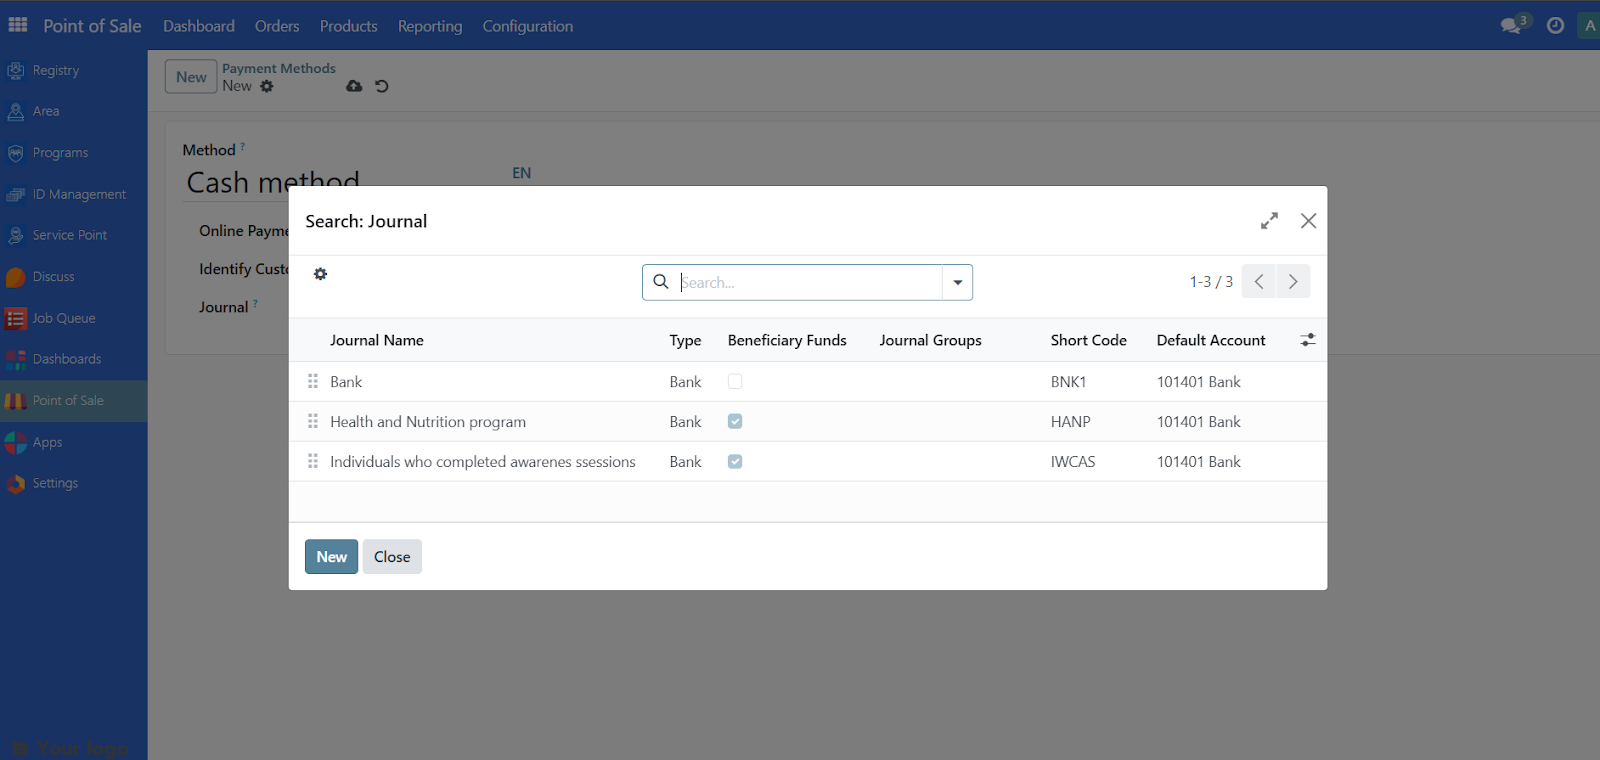 Point of Sale Dashboard Orders Products Reporting Configuration 3 A
Registry
Area
Programs
ID Management
Service Point
Discuss
Job Queue
Dashboards
Point of Sale
Apps
Settings
Your logo
New Payment Methods
New
Method ?
Cash method EN
Online Payme
Identify Custo
Journal ?
Search: Journal
Search...
1-3 / 3
Journal Name Type Beneficiary Funds Journal Groups Short Code Default Account
Bank Bank BNK1 101401 Bank
Health and Nutrition program Bank HANP 101401 Bank
Individuals who completed awarenes ssessions Bank IWCAS 101401 Bank
New Close